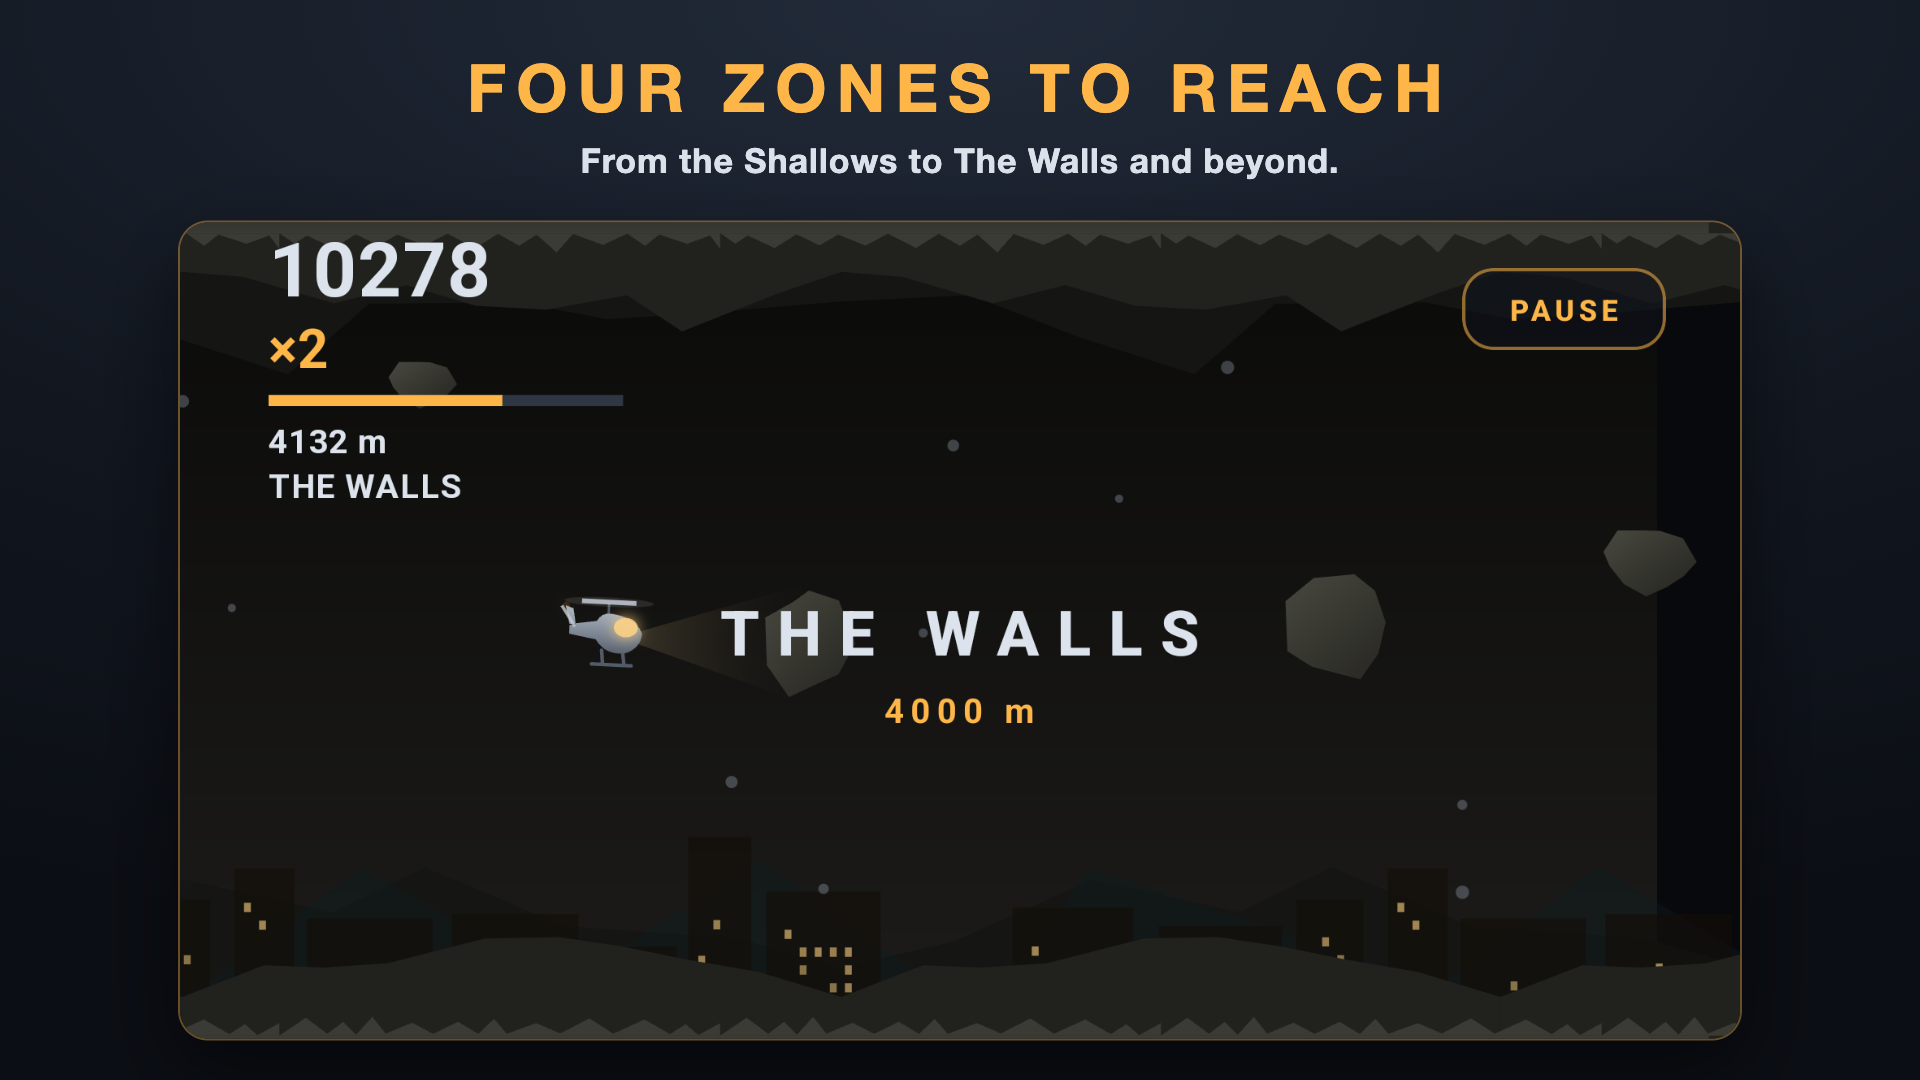 FOUR ZONES TO REACH
From the Shallows to The Walls and beyond.
10278
×2
PAUSE
4132 m
THE WALLS
THE WALLS
4000 m